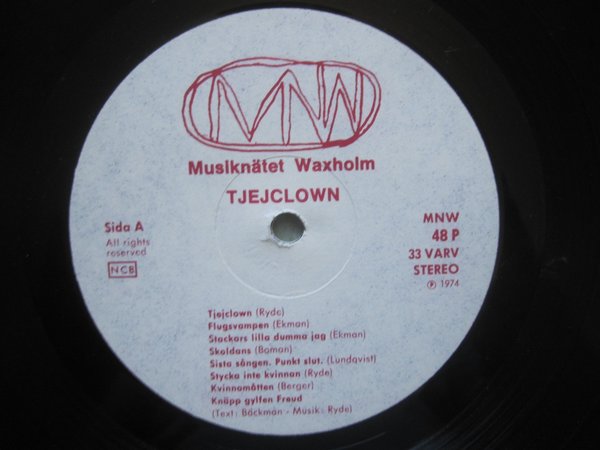 MNW
Musiknätet Waxholm
TJEJCLOWN
Sida A
All rights
reserved
NCB
MNW
48 P
33 VARV
STEREO
Ⓟ 1974
Tjejclown (Ryde)
Flugsvampen (Ekman)
Stackars lilla dumma jag (Ekman)
Skoldans (Boman)
Sista sången. Punkt slut. (Lundqvist)
Stycka inte kvinnan (Ryde)
Kvinnomåtten (Berger)
Knäpp gylfen Freud
(Text: Bäckman - Musik: Ryde)